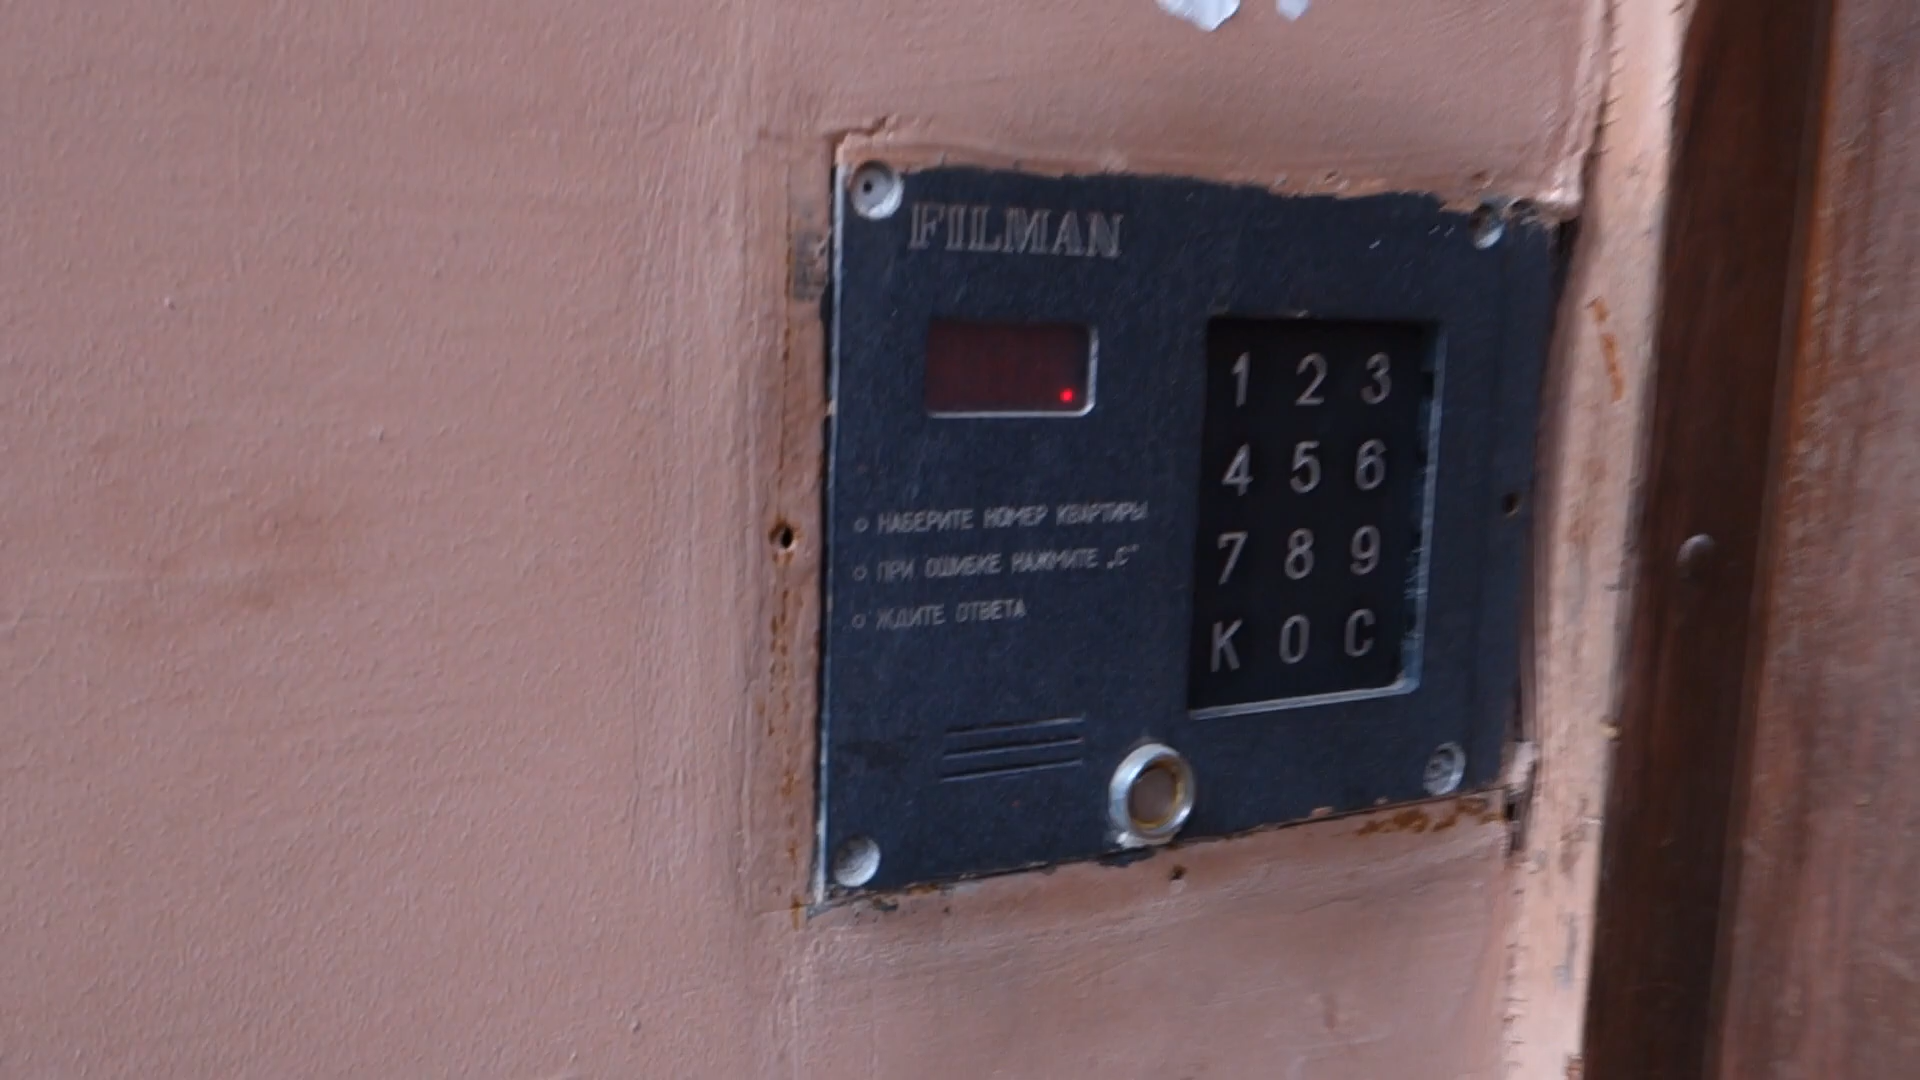 FILMAN
1 2 3
4 5 6
7 8 9
К 0 С
НАБЕРИТЕ НОМЕР КВАРТИРЫ
ПРИ ОШИБКЕ НАЖМИТЕ „С"
ЖДИТЕ ОТВЕТА